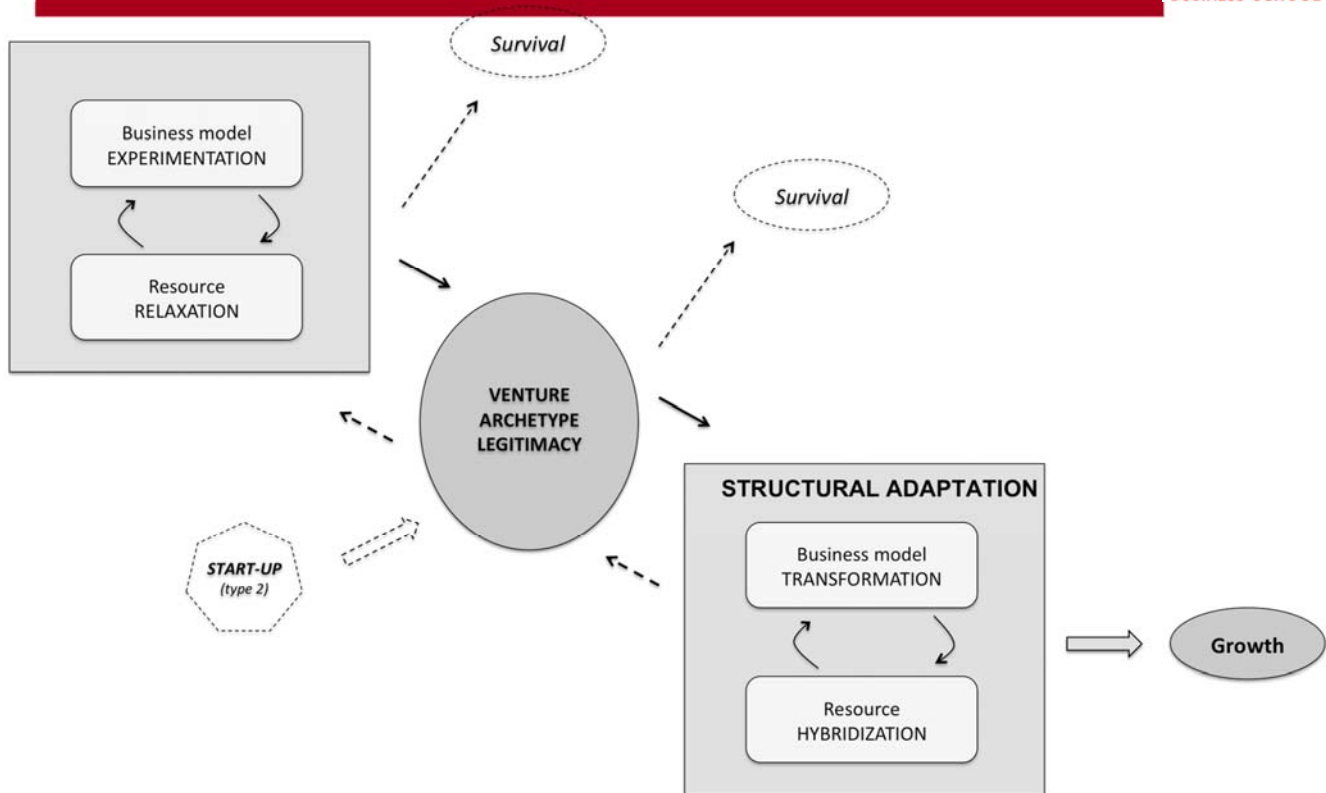 Survival
Business model
EXPERIMENTATION
Resource
RELAXATION
Survival
VENTURE
ARCHETYPE
LEGITIMACY
START-UP
(type 2)
STRUCTURAL ADAPTATION
Business model
TRANSFORMATION
Resource
HYBRIDIZATION
Growth